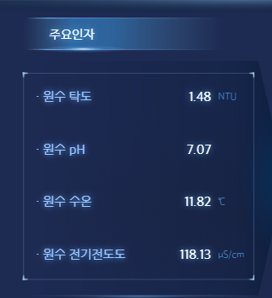 주요인자
· 원수 탁도 1.48 NTU
· 원수 pH 7.07
· 원수 수온 11.82 ℃
· 원수 전기전도도 118.13 μS/cm